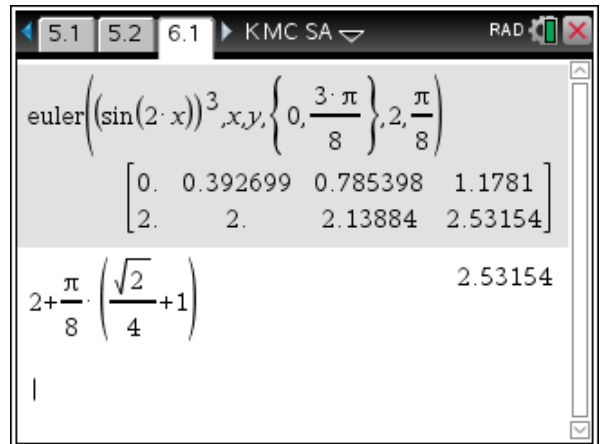 5.1 5.2 6.1 KMC SA RAD
euler((sin(2·x))³,x,y,{0,3·π/8},2,π/8)
[0. 0.392699 0.785398 1.1781
2. 2. 2.13884 2.53154]
2+π/8·(√2/4+1) 2.53154